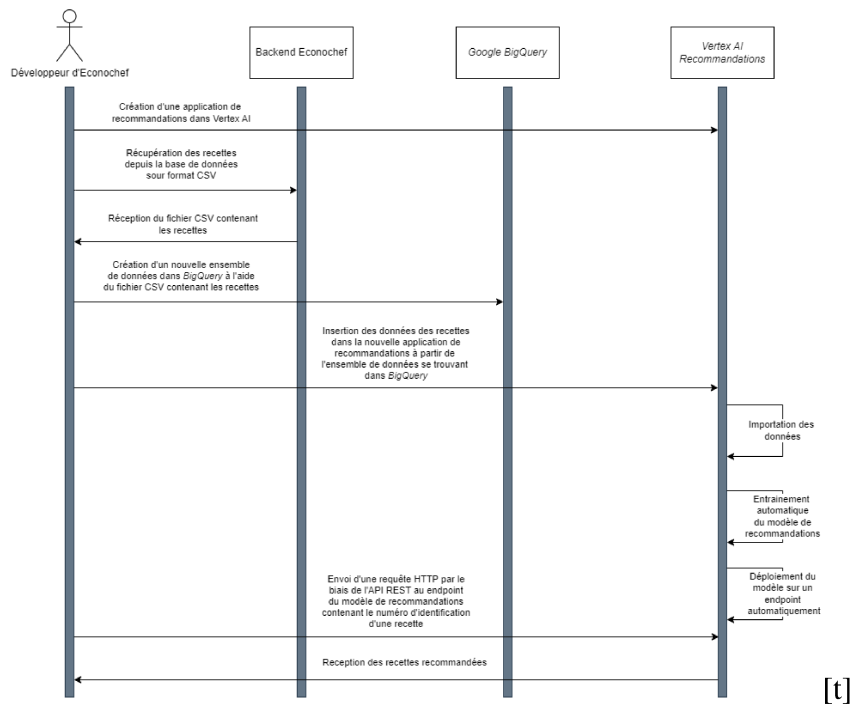 Développeur d'Econochef
Backend Econochef
Google BigQuery
Vertex AI
Recommandations
Création d'une application de
recommandations dans Vertex AI
Récupération des recettes
depuis la base de données
sour format CSV
Réception du fichier CSV contenant
les recettes
Création d'un nouvelle ensemble
de données dans BigQuery à l'aide
du fichier CSV contenant les recettes
Insertion des données des recettes
dans la nouvelle application de
recommandations à partir de
l'ensemble de données se trouvant
dans BigQuery
Importation des
données
Entrainement
automatique
du modèle de
recommandations
Déploiement du
modèle sur un
endpoint
automatiquement
Envoi d'une requête HTTP par le
biais de l'API REST au endpoint
du modèle de recommandations
contenant le numéro d'identification
d'une recette
Reception des recettes recommandées
[t]